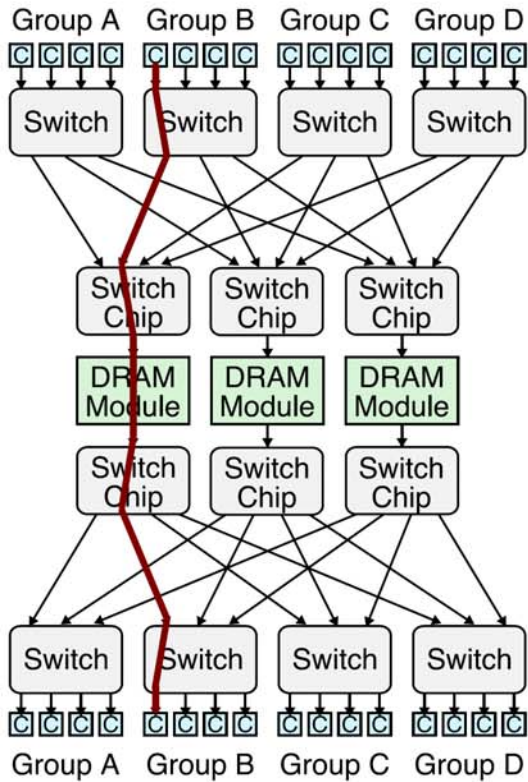 Group A Group B Group C Group D
C C C C C C C C C C C C C C C C
Switch Switch Switch Switch
Switch Switch Switch
Chip Chip Chip
DRAM DRAM DRAM
Module Module Module
Switch Switch Switch
Chip Chip Chip
Switch Switch Switch Switch
C C C C C C C C C C C C C C C C
Group A Group B Group C Group D